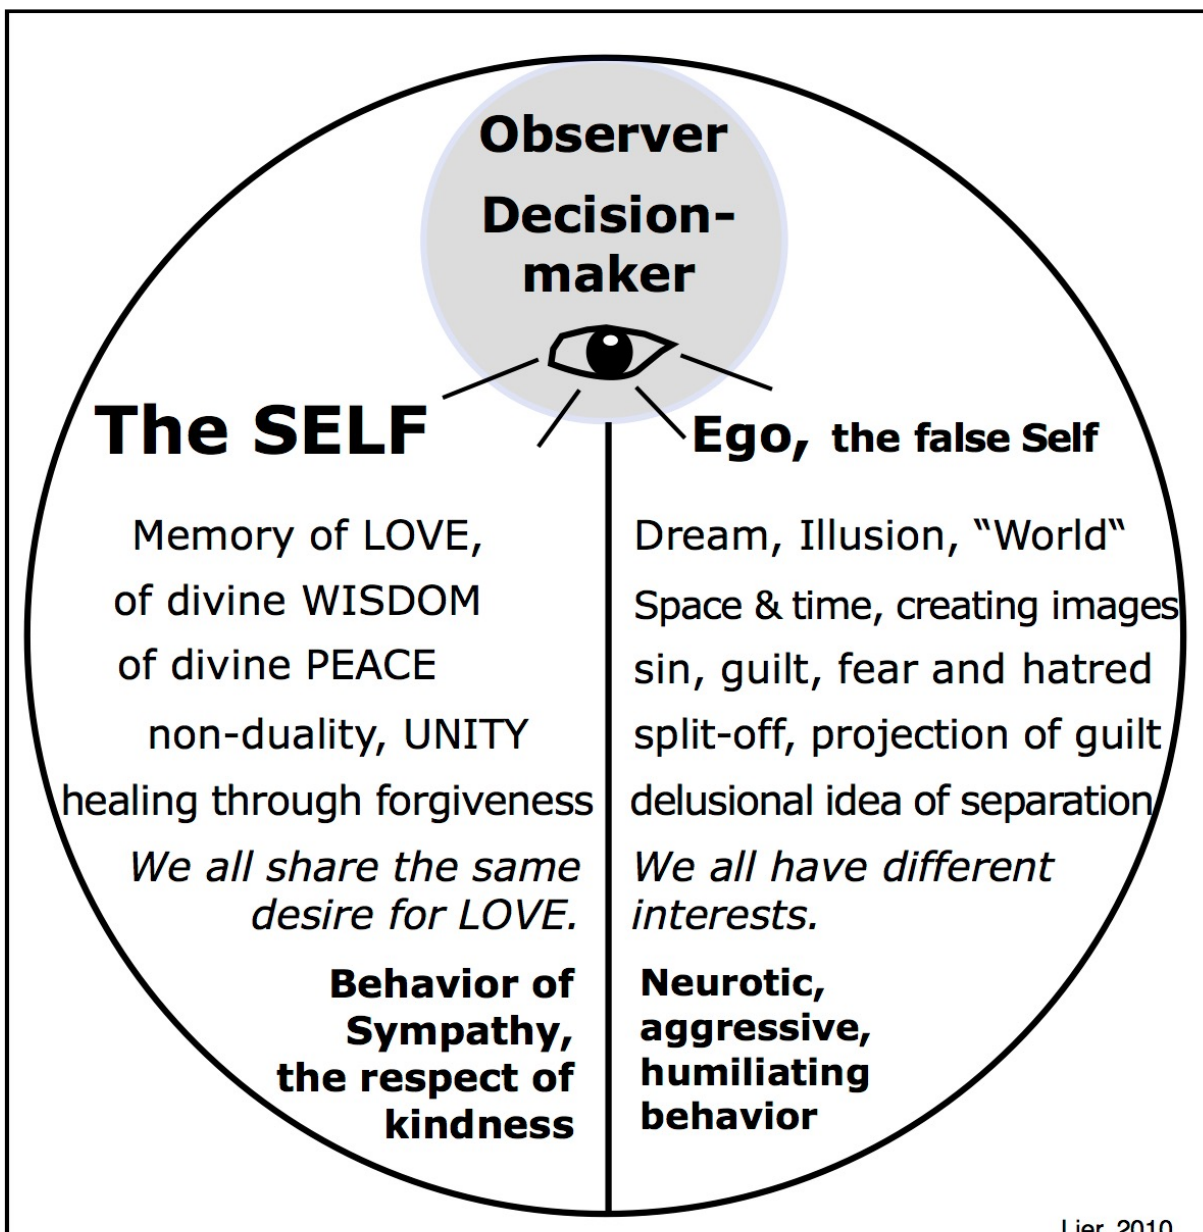 Observer
Decision-
maker
The SELF
Memory of LOVE,
of divine WISDOM
of divine PEACE
non-duality, UNITY
healing through forgiveness
We all share the same
desire for LOVE.
Behavior of
Sympathy,
the respect of
kindness
Ego, the false Self
Dream, Illusion, “World“
Space & time, creating images
sin, guilt, fear and hatred
split-off, projection of guilt
delusional idea of separation
We all have different
interests.
Neurotic,
aggressive,
humiliating
behavior
Lier, 2010